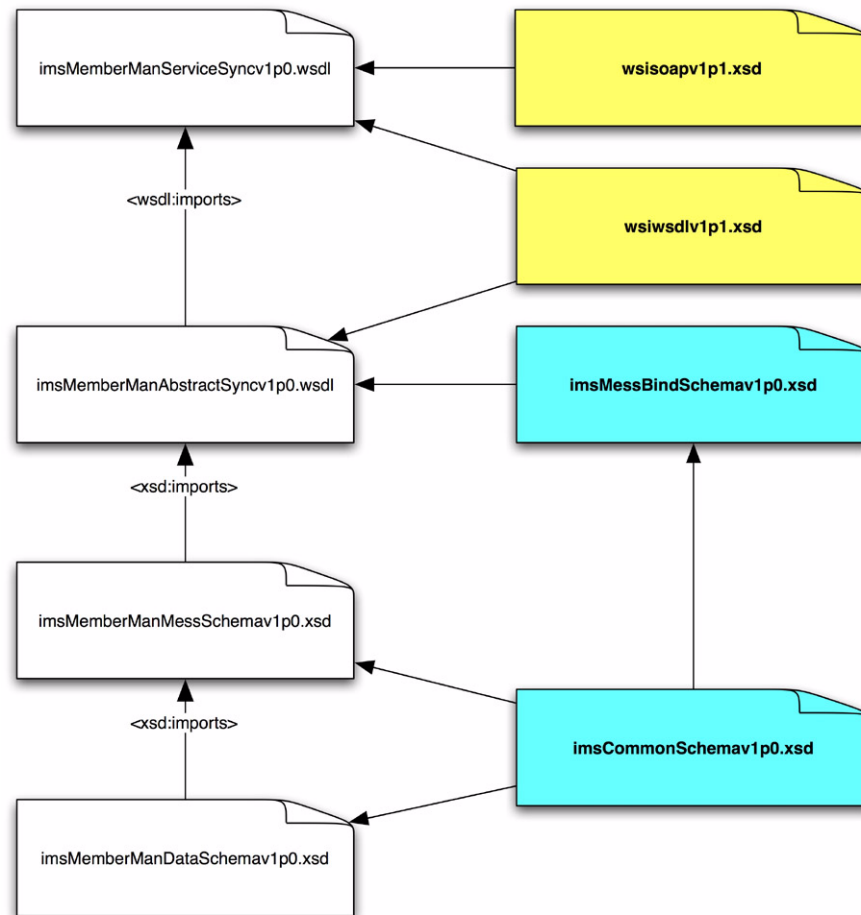 imsMemberManServiceSyncv1p0.wsdl
wsisoapv1p1.xsd
<wsdl:imports>
wsiwsdlv1p1.xsd
imsMemberManAbstractSyncv1p0.wsdl
imsMessBindSchemav1p0.xsd
<xsd:imports>
imsMemberManMessSchemav1p0.xsd
<xsd:imports>
imsCommonSchemav1p0.xsd
imsMemberManDataSchemav1p0.xsd